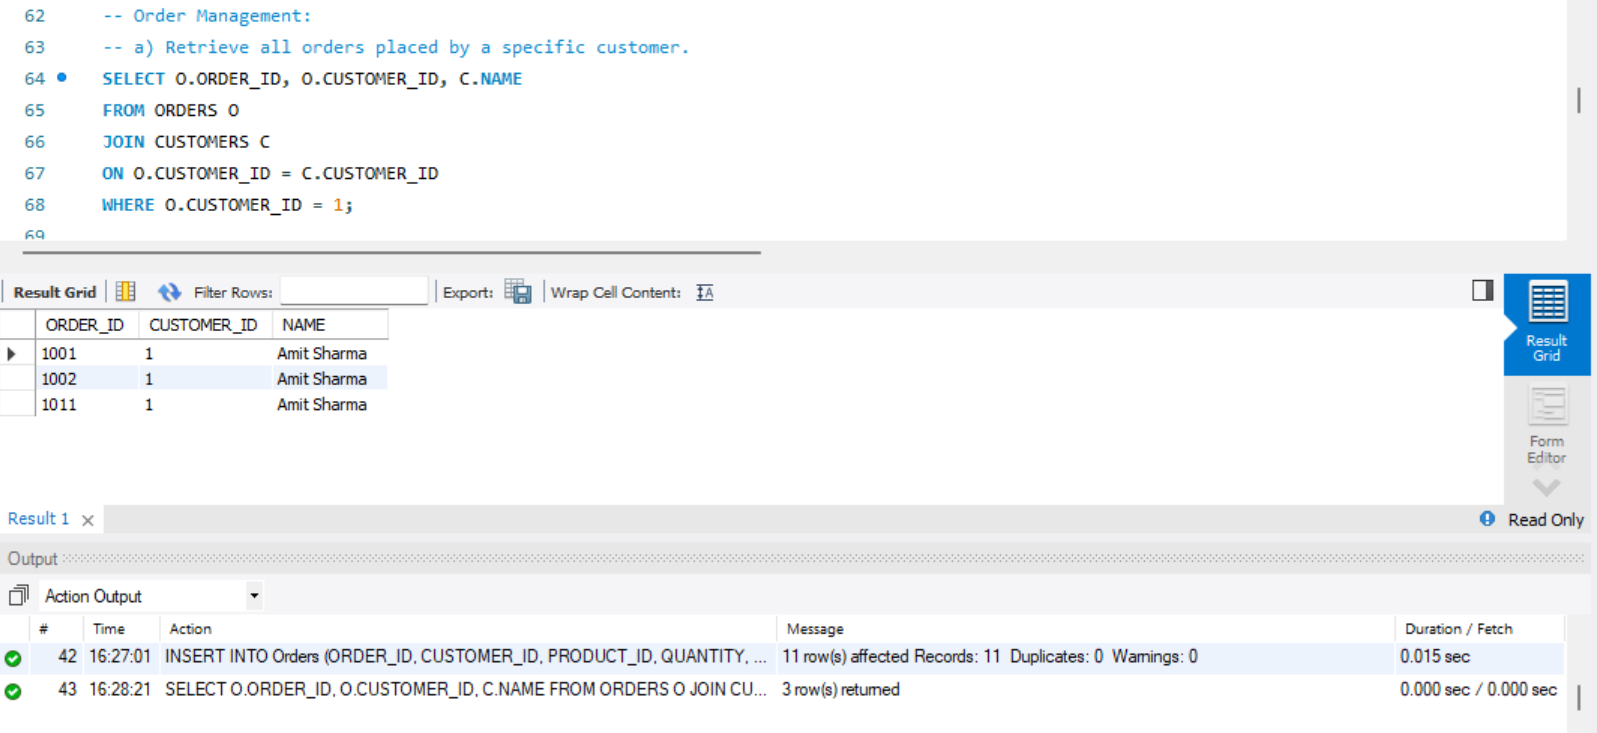 62 -- Order Management:
63 -- a) Retrieve all orders placed by a specific customer.
64 SELECT O.ORDER_ID, O.CUSTOMER_ID, C.NAME
65 FROM ORDERS O
66 JOIN CUSTOMERS C
67 ON O.CUSTOMER_ID = C.CUSTOMER_ID
68 WHERE O.CUSTOMER_ID = 1;
69
Result Grid Filter Rows: Export: Wrap Cell Content: IA
ORDER_ID CUSTOMER_ID NAME
1001 1 Amit Sharma
1002 1 Amit Sharma
1011 1 Amit Sharma
Result
Grid
Form
Editor
Result 1 × Read Only
Output
Action Output
# Time Action Message Duration / Fetch
42 16:27:01 INSERT INTO Orders (ORDER_ID, CUSTOMER_ID, PRODUCT_ID, QUANTITY, ... 11 row(s) affected Records: 11 Duplicates: 0 Warnings: 0 0.015 sec
43 16:28:21 SELECT O.ORDER_ID, O.CUSTOMER_ID, C.NAME FROM ORDERS O JOIN CU... 3 row(s) returned 0.000 sec / 0.000 sec